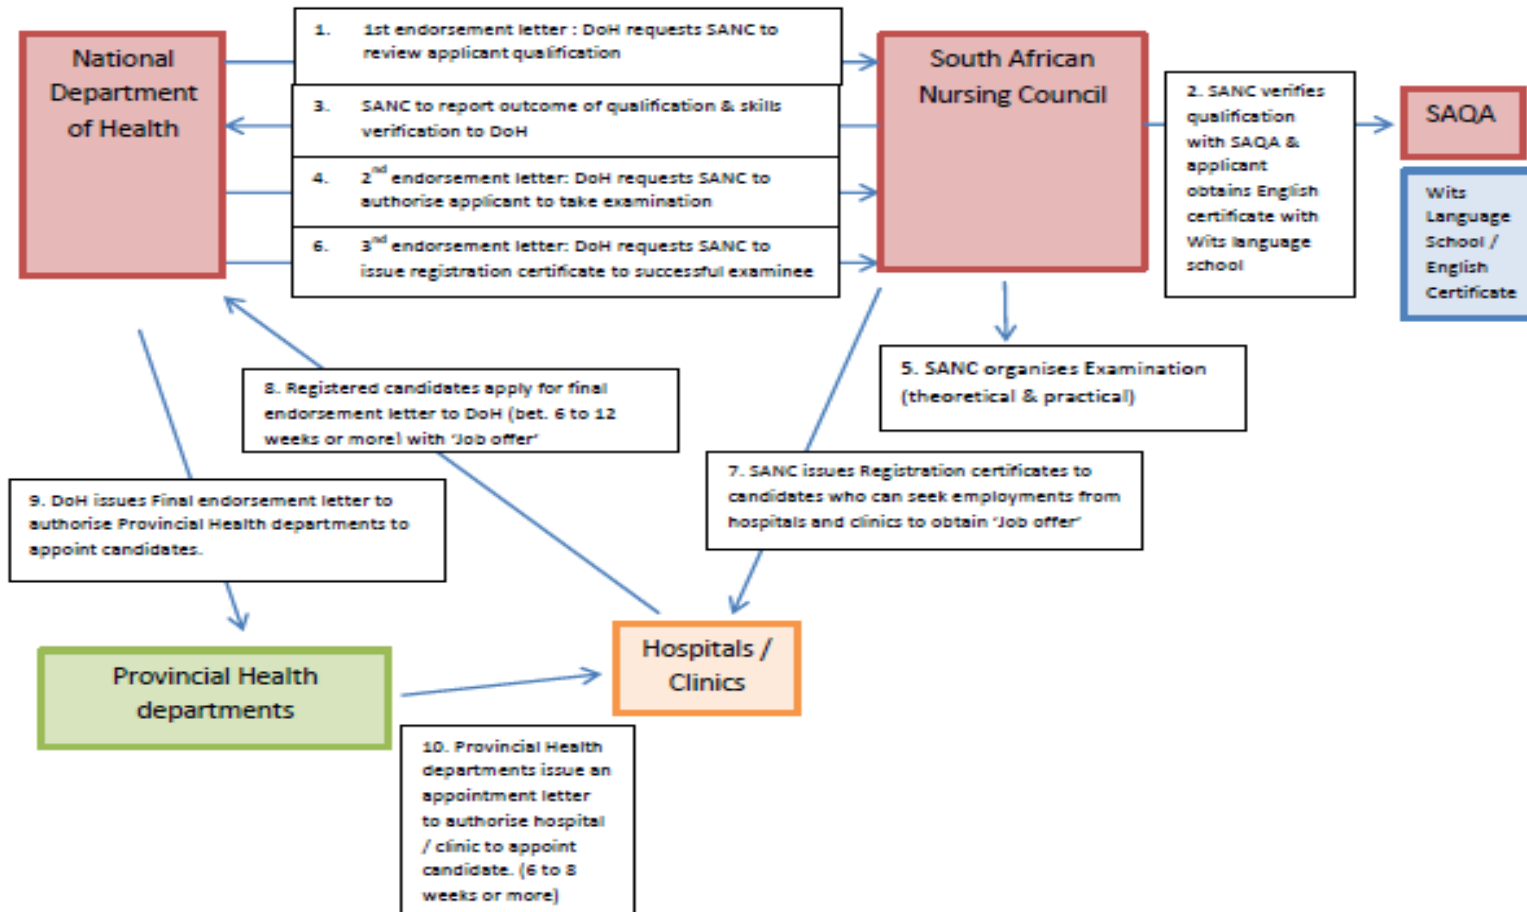 National
Department
of Health
1. 1st endorsement letter : DoH requests SANC to
review applicant qualification
3. SANC to report outcome of qualification & skills
verification to DoH
4. 2nd endorsement letter: DoH requests SANC to
authorise applicant to take examination
6. 3nd endorsement letter: DoH requests SANC to
issue registration certificate to successful examinee
South African
Nursing Council
2. SANC verifies
qualification
with SAQA &
applicant
obtains English
certificate with
Wits language
school
SAQA
Wits
Language
School /
English
Certificate
5. SANC organises Examination
(theoretical & practical)
8. Registered candidates apply for final
endorsement letter to DoH (bet. 6 to 12
weeks or more) with ‘Job offer’
7. SANC issues Registration certificates to
candidates who can seek employments from
hospitals and clinics to obtain ‘Job offer’
9. DoH issues Final endorsement letter to
authorise Provincial Health departments to
appoint candidates.
Provincial Health
departments
Hospitals /
Clinics
10. Provincial Health
departments issue an
appointment letter
to authorise hospital
/ clinic to appoint
candidate. (6 to 8
weeks or more)